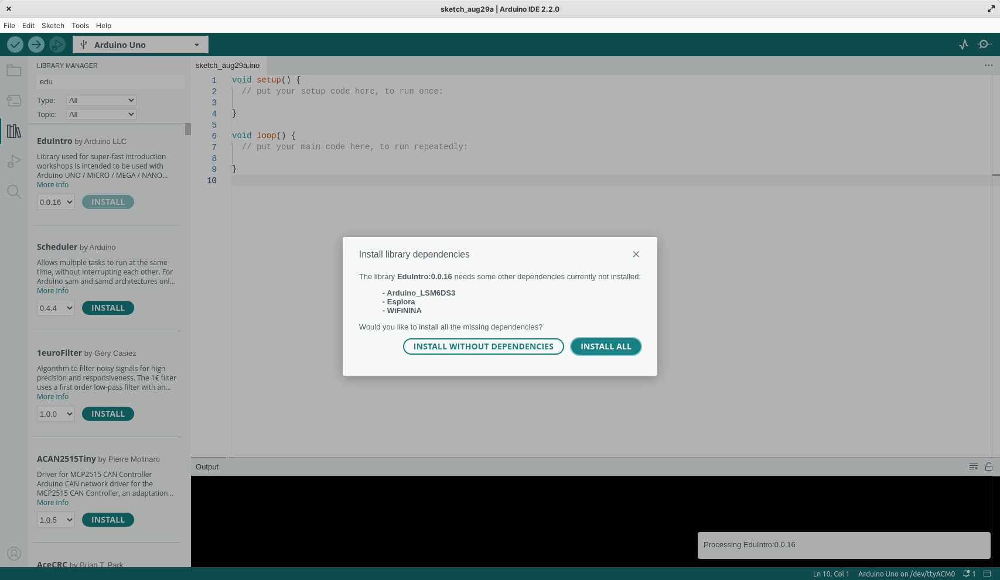 sketch_aug29a | Arduino IDE 2.2.0
File Edit Sketch Tools Help
Arduino Uno
LIBRARY MANAGER
edu
Type: All
Topic: All
EduIntro by Arduino LLC
Library used for super-fast introduction
workshops Is intended to be used with
Arduino UNO / MICRO / MEGA / NANO...
More info
0.0.16 INSTALL
Scheduler by Arduino
Allows multiple tasks to run at the same
time, without interrupting each other. For
Arduino sam and samd architectures onl...
More info
0.4.4 INSTALL
1euroFilter by Géry Casiez
Algorithm to filter noisy signals for high
precision and responsiveness. The 1€ filter
uses a first order low-pass filter with an...
More info
1.0.0 INSTALL
ACAN2515Tiny by Pierre Molinaro
Driver for MCP2515 CAN Controller
Arduino CAN network driver for the
MCP2515 CAN Controller, an adaptation...
More info
1.0.5 INSTALL
AceCRC by Brian T. Park
sketch_aug29a.ino
1 void setup() {
2 // put your setup code here, to run once:
3
4 }
5
6 void loop() {
7 // put your main code here, to run repeatedly:
8
9 }
10
Install library dependencies
The library EduIntro:0.0.16 needs some other dependencies currently not installed:
- Arduino_LSM6DS3
- Esplora
- WiFiNINA
Would you like to install all the missing dependencies?
INSTALL WITHOUT DEPENDENCIES INSTALL ALL
Output
Processing EduIntro:0.0.16
Ln 10, Col 1 Arduino Uno on /dev/ttyACM0 1